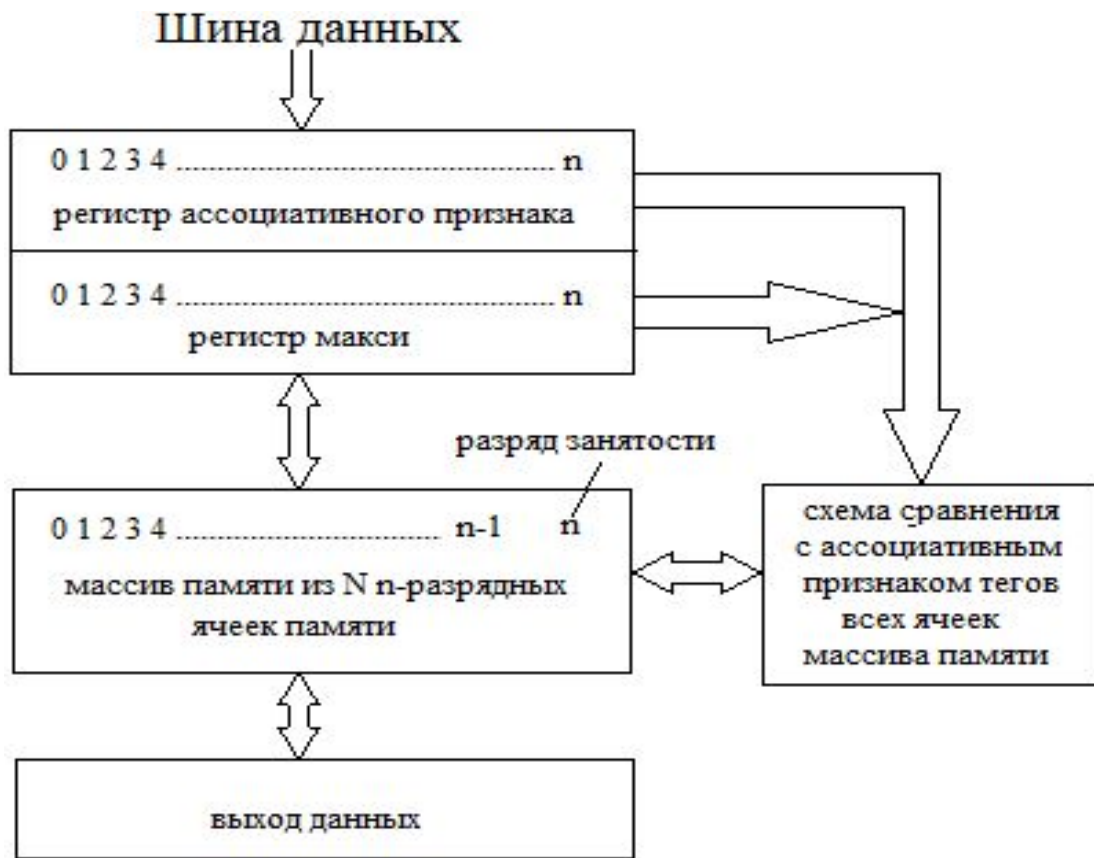 Шина данных
0 1 2 3 4 ........................................................ n
регистр ассоциативного признака
0 1 2 3 4 ........................................................ n
регистр макси
разряд занятости
0 1 2 3 4 ...................................... n-1 n
массив памяти из N n-разрядных
ячеек памяти
схема сравнения
с ассоциативным
признаком тегов
всех ячеек
массива памяти
выход данных